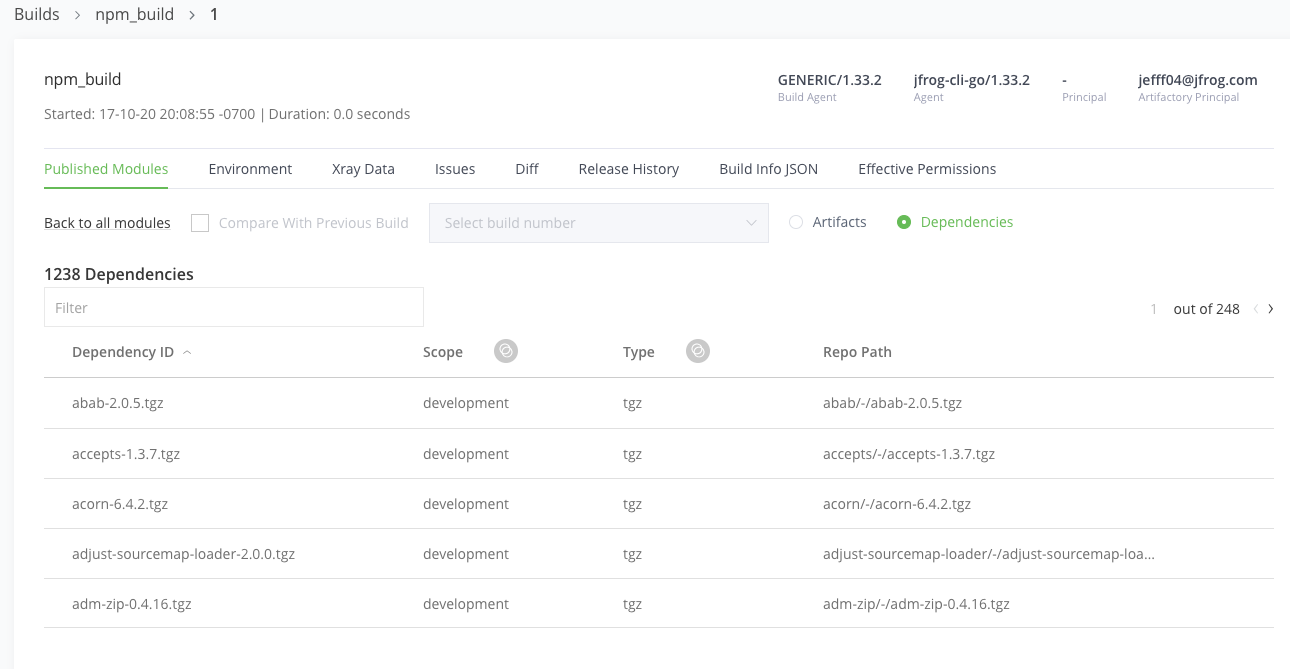 Builds > npm_build > 1
npm_build
Started: 17-10-20 20:08:55 -0700 | Duration: 0.0 seconds
GENERIC/1.33.2
Build Agent
jfrog-cli-go/1.33.2
Agent
-
Principal
jefff04@jfrog.com
Artifactory Principal
Published Modules Environment Xray Data Issues Diff Release History Build Info JSON Effective Permissions
Back to all modules Compare With Previous Build Select build number Artifacts Dependencies
1238 Dependencies
Filter
1 out of 248 < >
Dependency ID Scope Type Repo Path
abab-2.0.5.tgz development tgz abab/-/abab-2.0.5.tgz
accepts-1.3.7.tgz development tgz accepts/-/accepts-1.3.7.tgz
acorn-6.4.2.tgz development tgz acorn/-/acorn-6.4.2.tgz
adjust-sourcemap-loader-2.0.0.tgz development tgz adjust-sourcemap-loader/-/adjust-sourcemap-loa...
adm-zip-0.4.16.tgz development tgz adm-zip/-/adm-zip-0.4.16.tgz